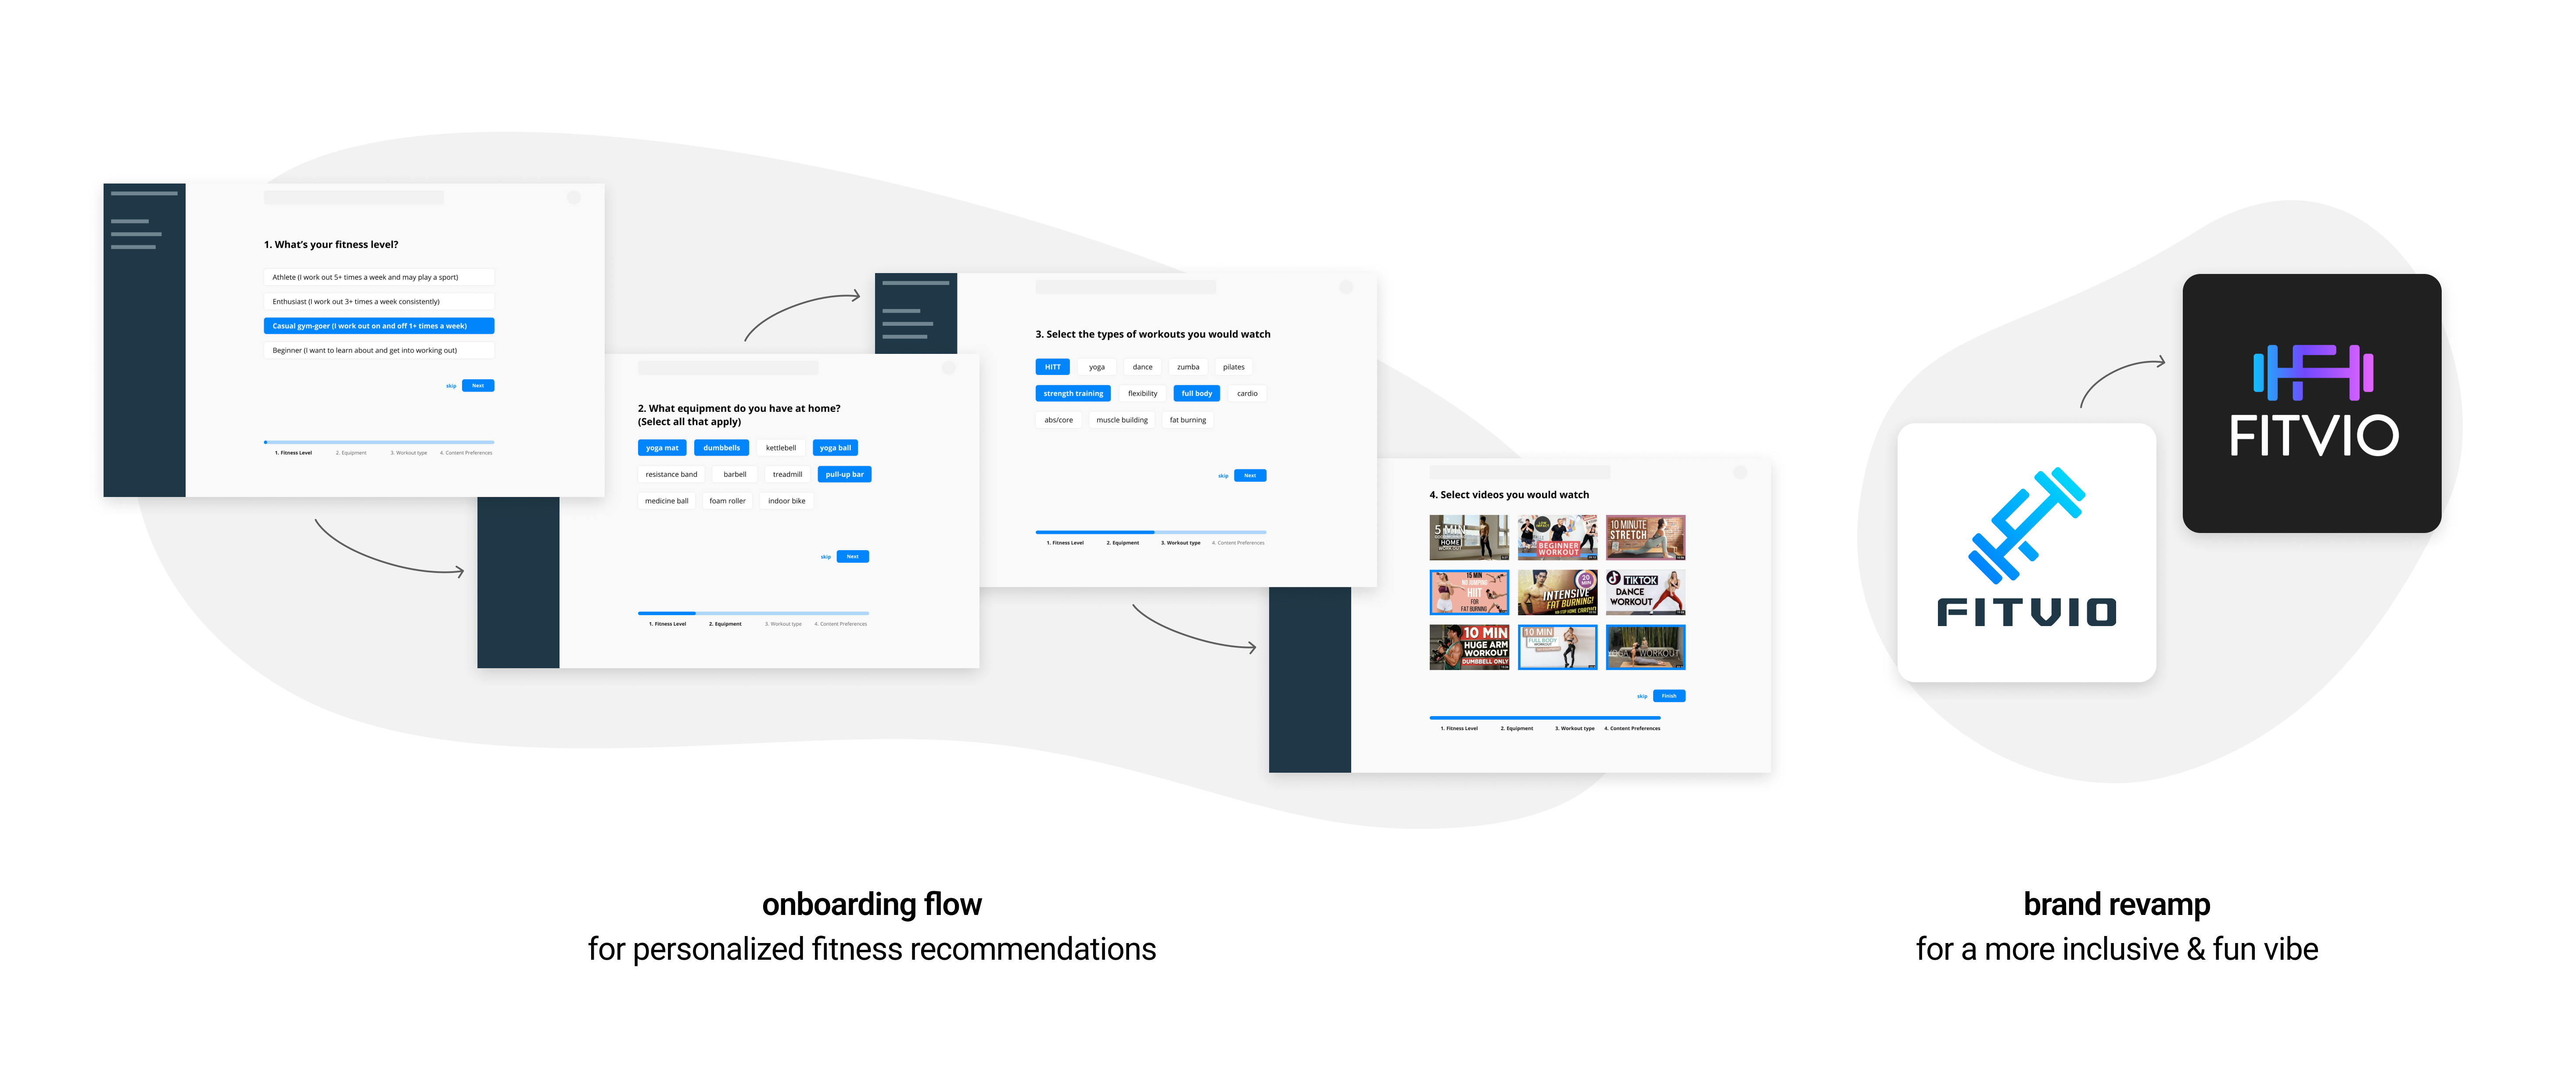 1. What's your fitness level?
Athlete (I work out 5+ times a week and may play a sport)
Enthusiast (I work out 3+ times a week consistently)
Casual gym-goer (I work out on and off 1+ times a week)
Beginner (I want to learn about and get into working out)
skip Next
1. Fitness Level 2. Equipment 3. Workout type 4. Content Preferences
2. What equipment do you have at home?
(Select all that apply)
yoga mat dumbbells kettlebell yoga ball
resistance band barbell treadmill pull-up bar
medicine ball foam roller indoor bike
skip Next
1. Fitness Level 2. Equipment 3. Workout type 4. Content Preferences
3. Select the types of workouts you would watch
HITT yoga dance zumba pilates
strength training flexibility full body cardio
abs/core muscle building fat burning
skip Next
1. Fitness Level 2. Equipment 3. Workout type 4. Content Preferences
4. Select videos you would watch
5 MIN
HOME
WORKOUT
BEGINNER
WORKOUT
10 MINUTE
STRETCH
15 MIN
NO JUMPING
HIIT
FOR
FAT BURNING
20
MIN
INTENSIVE
FAT BURNING!
TIKTOK
DANCE
WORKOUT
10 MIN
HUGE ARM
WORKOUT
DUMBBELL ONLY
10 MIN
FULL BODY
WORKOUT
YOGA WORKOUT
skip Finish
1. Fitness Level 2. Equipment 3. Workout type 4. Content Preferences
FITVIO
FITVIO
onboarding flow
for personalized fitness recommendations
brand revamp
for a more inclusive & fun vibe